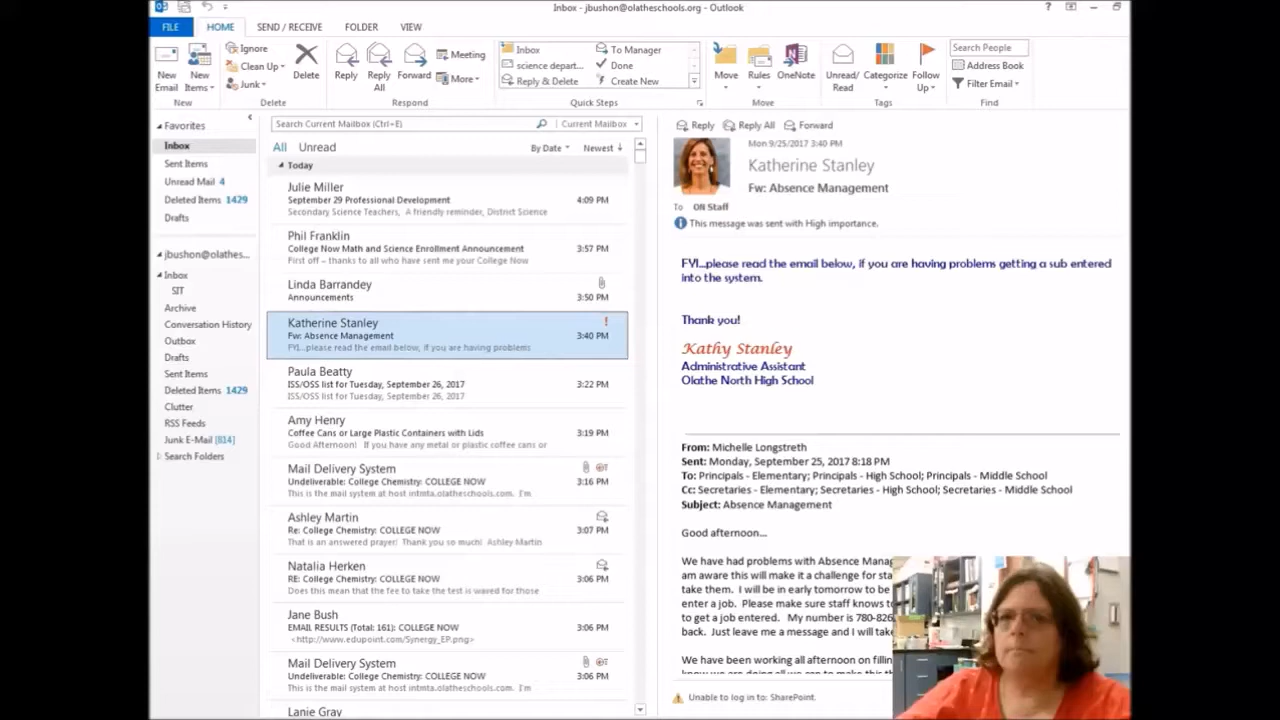 Inbox - jbushon@olatheschools.org - Outlook
FILE HOME SEND / RECEIVE FOLDER VIEW
New Email
New Items
Ignore
Clean Up
Junk
Delete
Reply
Reply All
Forward
Meeting
More
Inbox
science depart...
Reply & Delete
To Manager
Done
Create New
Move
Rules
OneNote
Unread/ Read
Categorize
Follow Up
Search People
Address Book
Filter Email
New Delete Respond Quick Steps Move Tags Find
Favorites
Inbox
Sent Items
Unread Mail 4
Deleted Items 1429
Drafts
jbushon@olathes...
Inbox
SIT
Archive
Conversation History
Outbox
Drafts
Sent Items
Deleted Items 1429
Clutter
RSS Feeds
Junk E-Mail [814]
Search Folders
Search Current Mailbox (Ctrl+E) Current Mailbox
All Unread By Date Newest
Today
Julie Miller
September 29 Professional Development 4:09 PM
Secondary Science Teachers, A friendly reminder, District Science
Phil Franklin
College Now Math and Science Enrollment Announcement 3:57 PM
First off – thanks to all who have sent me your College Now
Linda Barrandey
Announcements 3:50 PM
Katherine Stanley !
Fw: Absence Management 3:40 PM
FYI...please read the email below, if you are having problems
Paula Beatty
ISS/OSS list for Tuesday, September 26, 2017 3:22 PM
ISS/OSS list for Tuesday, September 26, 2017
Amy Henry
Coffee Cans or Large Plastic Containers with Lids 3:19 PM
Good Afternoon! If you have any metal or plastic coffee cans or
Mail Delivery System
Undeliverable: College Chemistry: COLLEGE NOW 3:16 PM
This is the mail system at host intmta.olatheschools.com. I'm
Ashley Martin
Re: College Chemistry: COLLEGE NOW 3:07 PM
That is an answered prayer! Thank you so much! Ashley Martin
Natalia Herken
RE: College Chemistry: COLLEGE NOW 3:06 PM
Does this mean that the fee to take the test is waved for those
Jane Bush
EMAIL RESULTS (Total: 161): COLLEGE NOW 3:06 PM
<http://www.edupoint.com/Synergy_EP.png>
Mail Delivery System
Undeliverable: College Chemistry: COLLEGE NOW 3:06 PM
This is the mail system at host intmta.olatheschools.com. I'm
Lanie Gray
Reply Reply All Forward
Mon 9/25/2017 3:40 PM
Katherine Stanley
Fw: Absence Management
To ON Staff
This message was sent with High importance.
FYI...please read the email below, if you are having problems getting a sub entered
into the system.
Thank you!
Kathy Stanley
Administrative Assistant
Olathe North High School
From: Michelle Longstreth
Sent: Monday, September 25, 2017 8:18 PM
To: Principals - Elementary; Principals - High School; Principals - Middle School
Cc: Secretaries - Elementary; Secretaries - High School; Secretaries - Middle School
Subject: Absence Management
Good afternoon...
We have had problems with Absence Manag
am aware this will make it a challenge for sta
take them. I will be in early tomorrow to be
enter a job. Please make sure staff knows t
to get a job entered. My number is 780-826
back. Just leave me a message and I will take
We have been working all afternoon on fillin
Unable to log in to: SharePoint.